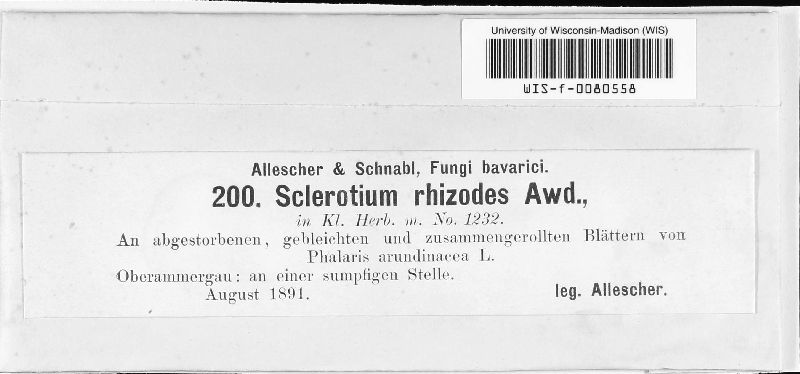 University of Wisconsin-Madison (WIS)
WIS-f-0080558
Allescher & Schnabl, Fungi bavarici.
200. Sclerotium rhizodes Awd.,
in Kl. Herb. m. No. 1232.
An abgestorbenen, gebleichten und zusammengerollten Blättern von
Phalaris arundinacea L.
Oberammergau: an einer sumpfigen Stelle.
August 1891.
leg. Allescher.